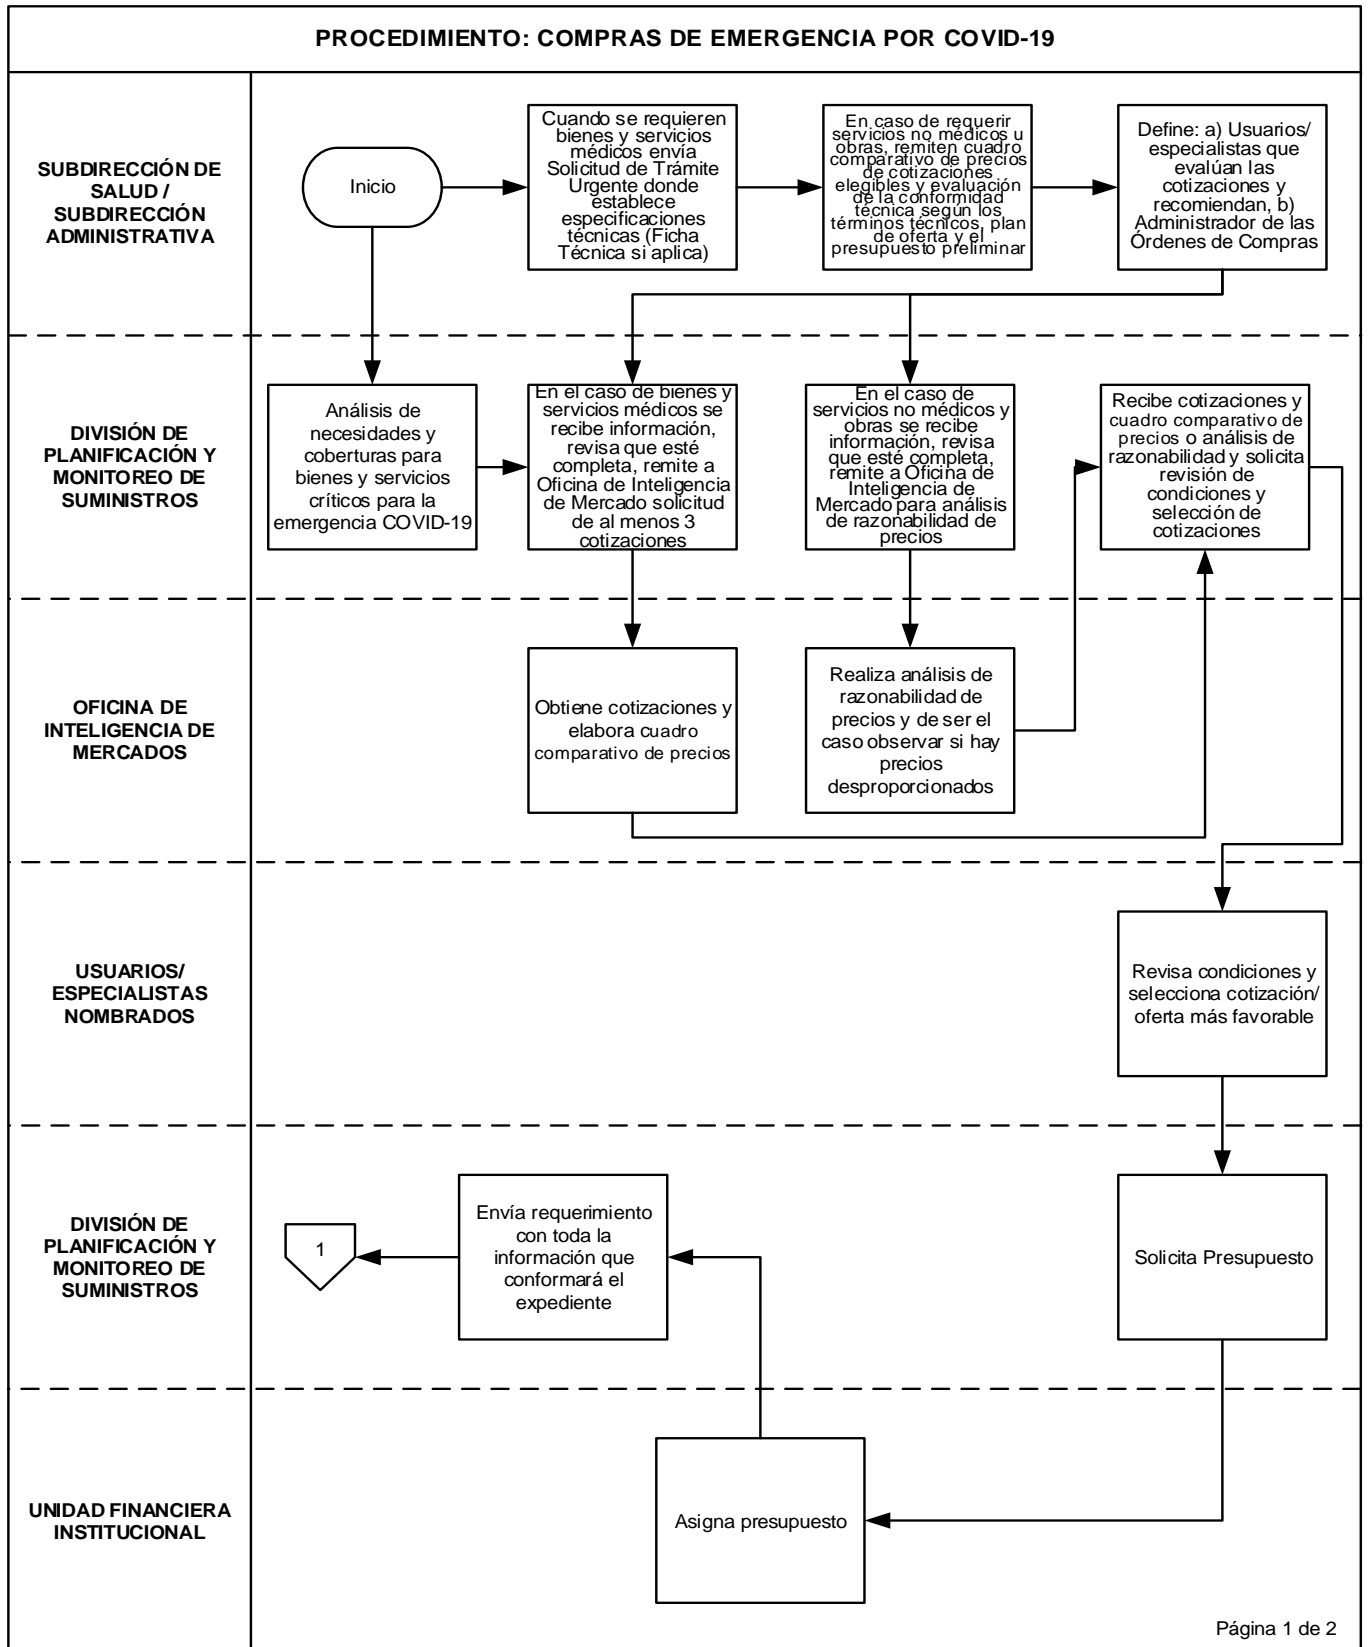 PROCEDIMIENTO: COMPRAS DE EMERGENCIA POR COVID-19
SUBDIRECCIÓN DE
SALUD /
SUBDIRECCIÓN
ADMINISTRATIVA
Inicio
Cuando se requieren
bienes y servicios
médicos envía
Solicitud de Trámite
Urgente donde
establece
especificaciones
técnicas (Ficha
Técnica si aplica)
En caso de requerir
servicios no médicos u
obras, remiten cuadro
comparativo de precios
de cotizaciones
elegibles y evaluación
de la conformidad
técnica según los
términos técnicos, plan
de oferta y el
presupuesto preliminar
Define: a) Usuarios/
especialistas que
evalúan las
cotizaciones y
recomiendan, b)
Administrador de las
Órdenes de Compras
DIVISIÓN DE
PLANIFICACIÓN Y
MONITOREO DE
SUMINISTROS
Análisis de
necesidades y
coberturas para
bienes y servicios
críticos para la
emergencia COVID-19
En el caso de bienes y
servicios médicos se
recibe información,
revisa que esté
completa, remite a
Oficina de Inteligencia
de Mercado solicitud
de al menos 3
cotizaciones
En el caso de
servicios no médicos y
obras se recibe
información, revisa
que esté completa,
remite a Oficina de
Inteligencia de
Mercado para análisis
de razonabilidad de
precios
Recibe cotizaciones y
cuadro comparativo de
precios o análisis de
razonabilidad y solicita
revisión de
condiciones y
selección de
cotizaciones
OFICINA DE
INTELIGENCIA DE
MERCADOS
Obtiene cotizaciones y
elabora cuadro
comparativo de precios
Realiza análisis de
razonabilidad de
precios y de ser el
caso observar si hay
precios
desproporcionados
USUARIOS/
ESPECIALISTAS
NOMBRADOS
Revisa condiciones y
selecciona cotización/
oferta más favorable
DIVISIÓN DE
PLANIFICACIÓN Y
MONITOREO DE
SUMINISTROS
1
Envía requerimiento
con toda la
información que
conformará el
expediente
Solicita Presupuesto
UNIDAD FINANCIERA
INSTITUCIONAL
Asigna presupuesto
Página 1 de 2